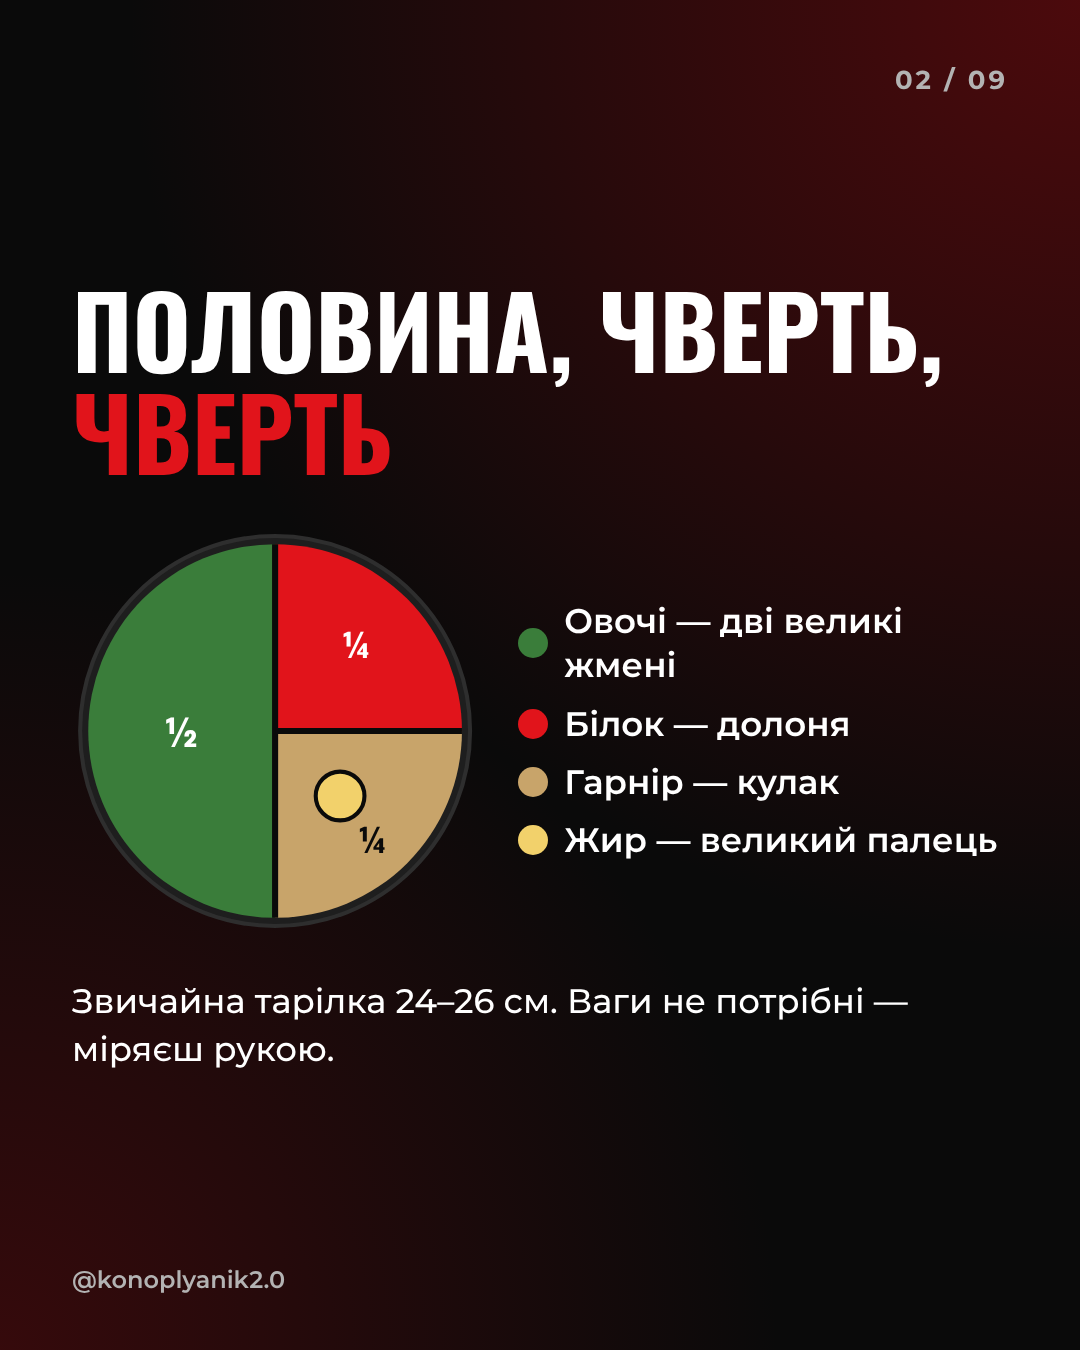 02 / 09
ПОЛОВИНА, ЧВЕРТЬ,
ЧВЕРТЬ
½
¼
¼
Овочі — дві великі
жмені
Білок — долоня
Гарнір — кулак
Жир — великий палець
Звичайна тарілка 24–26 см. Ваги не потрібні —
міряєш рукою.
@konoplyanik2.0